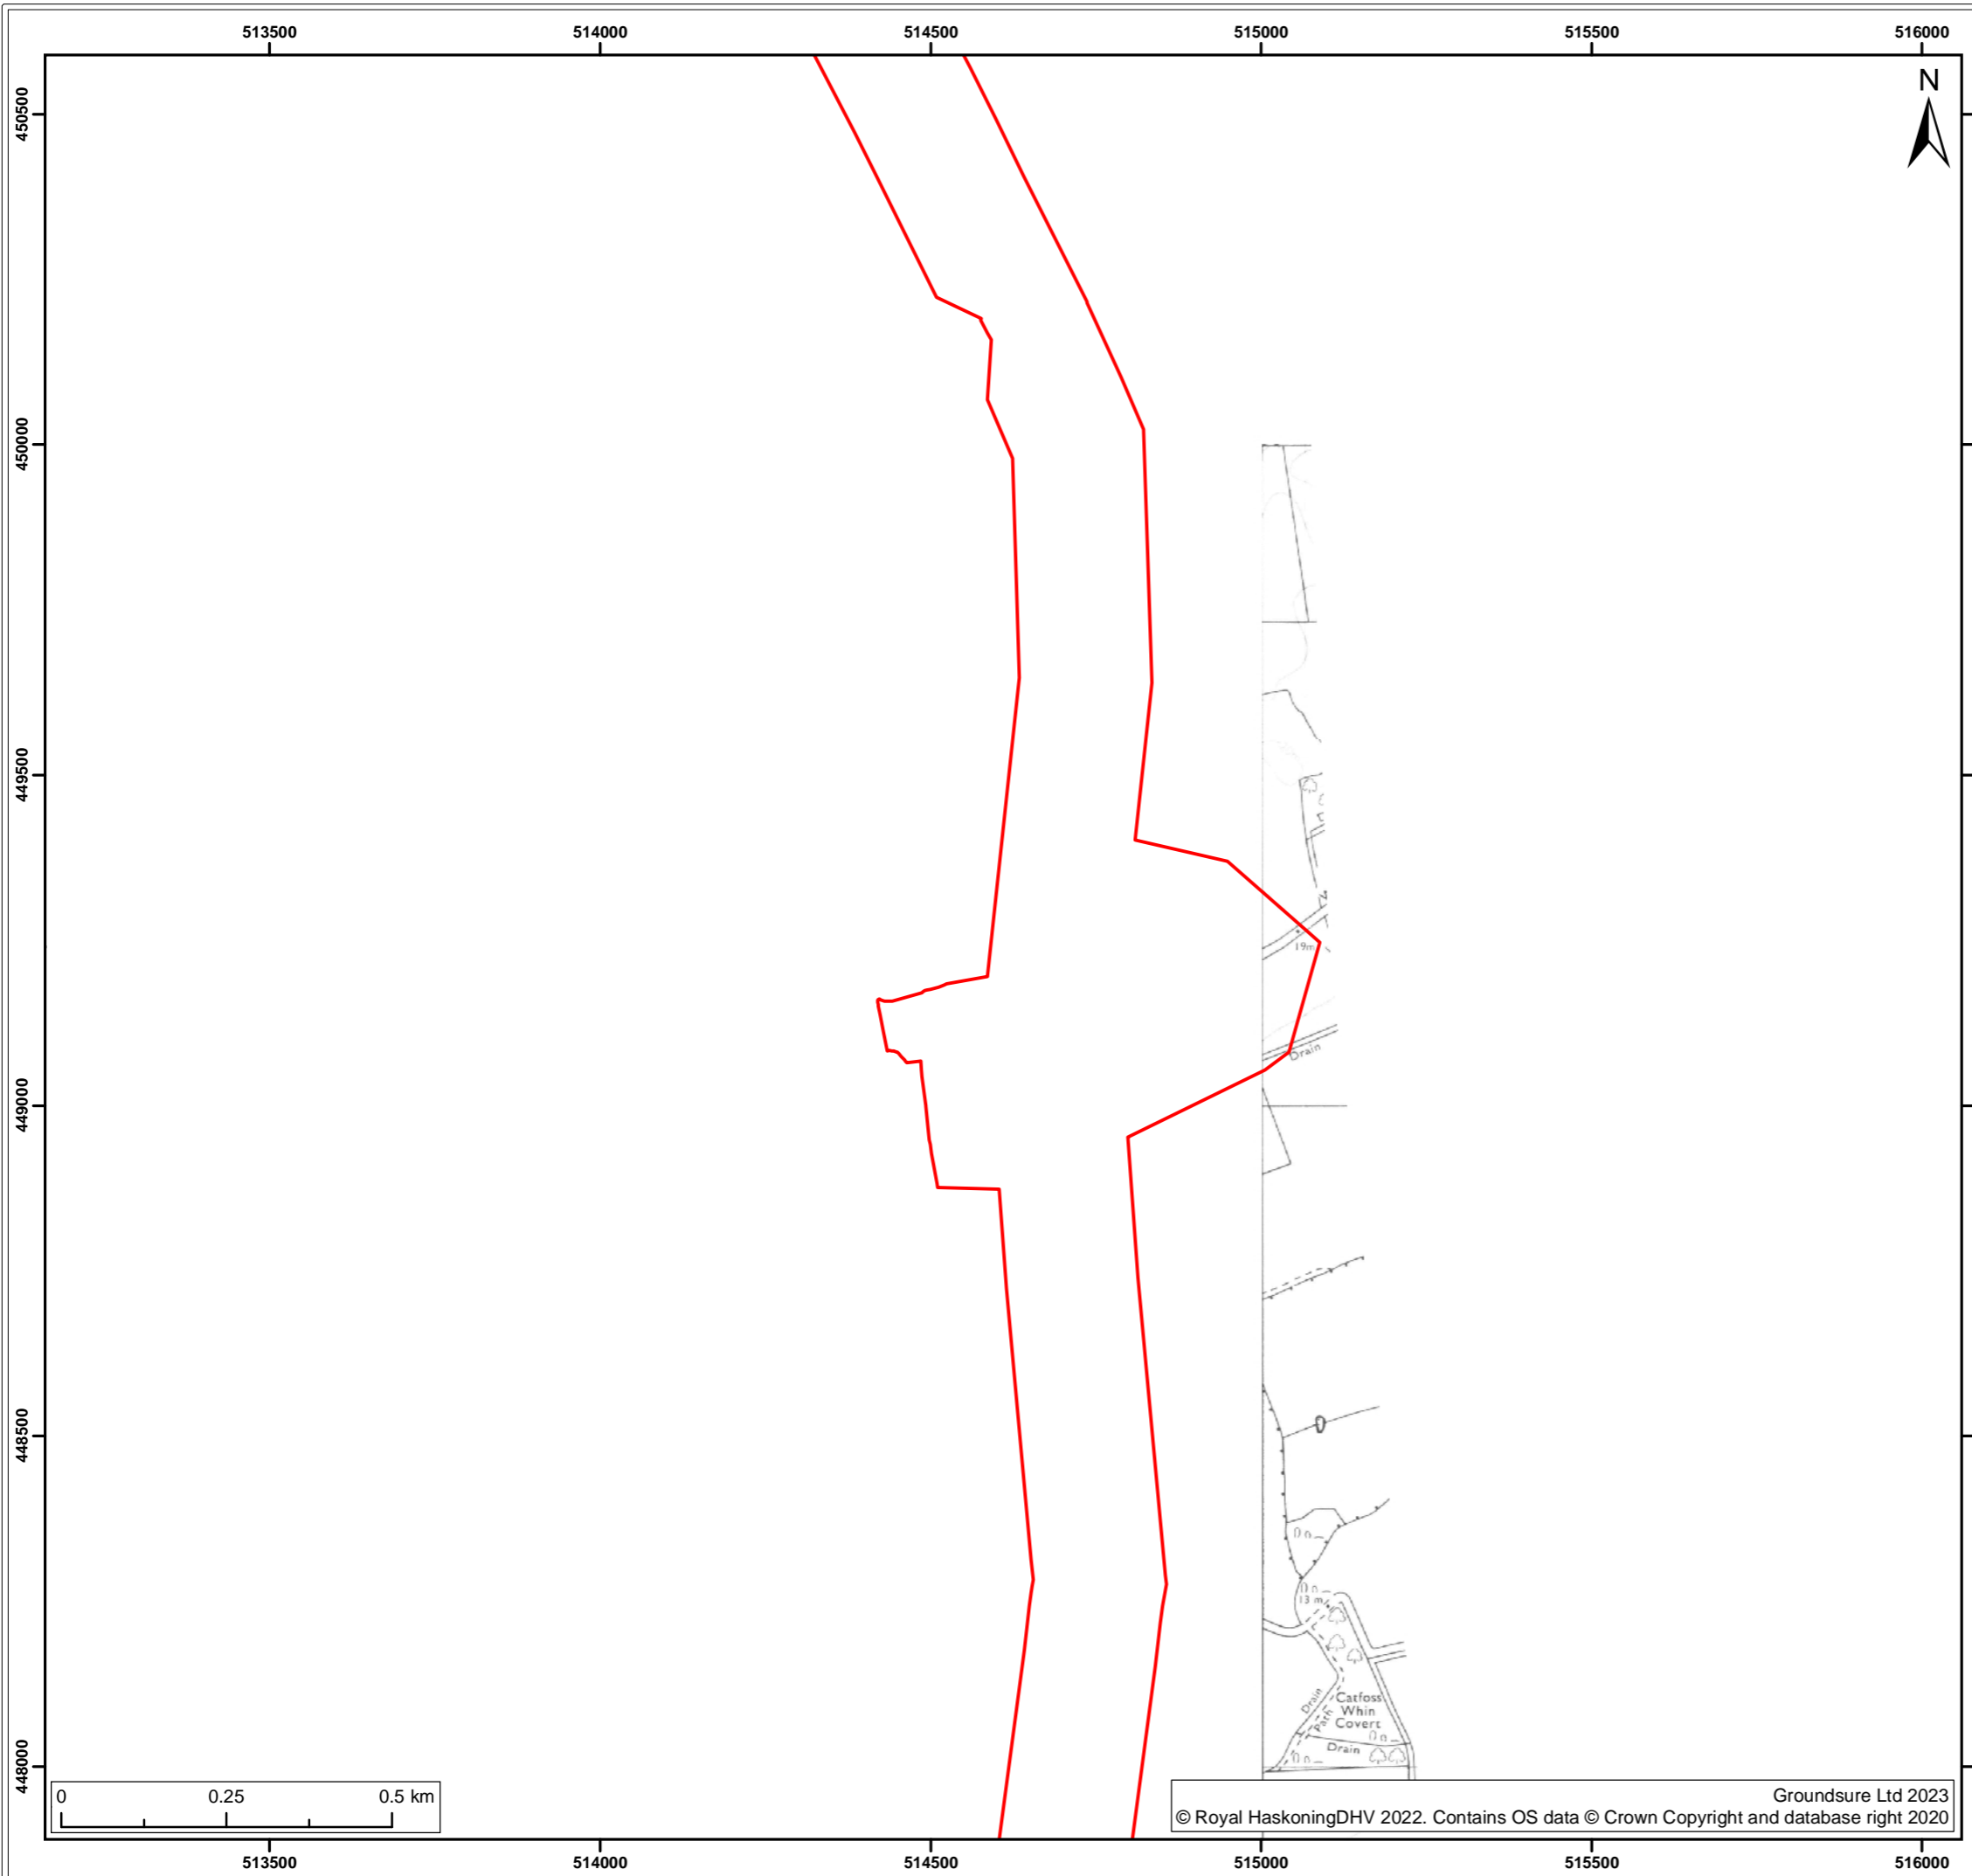 513500 514000 514500 515000 515500 516000
N
450500
450000
449500
449000
448500
448000
19m
Drain
13 m
Drain
Path
Catfoss
Whin
Covert
Drain
0 0.25 0.5 km
Groundsure Ltd 2023
© Royal HaskoningDHV 2022. Contains OS data © Crown Copyright and database right 2020
513500 514000 514500 515000 515500 516000